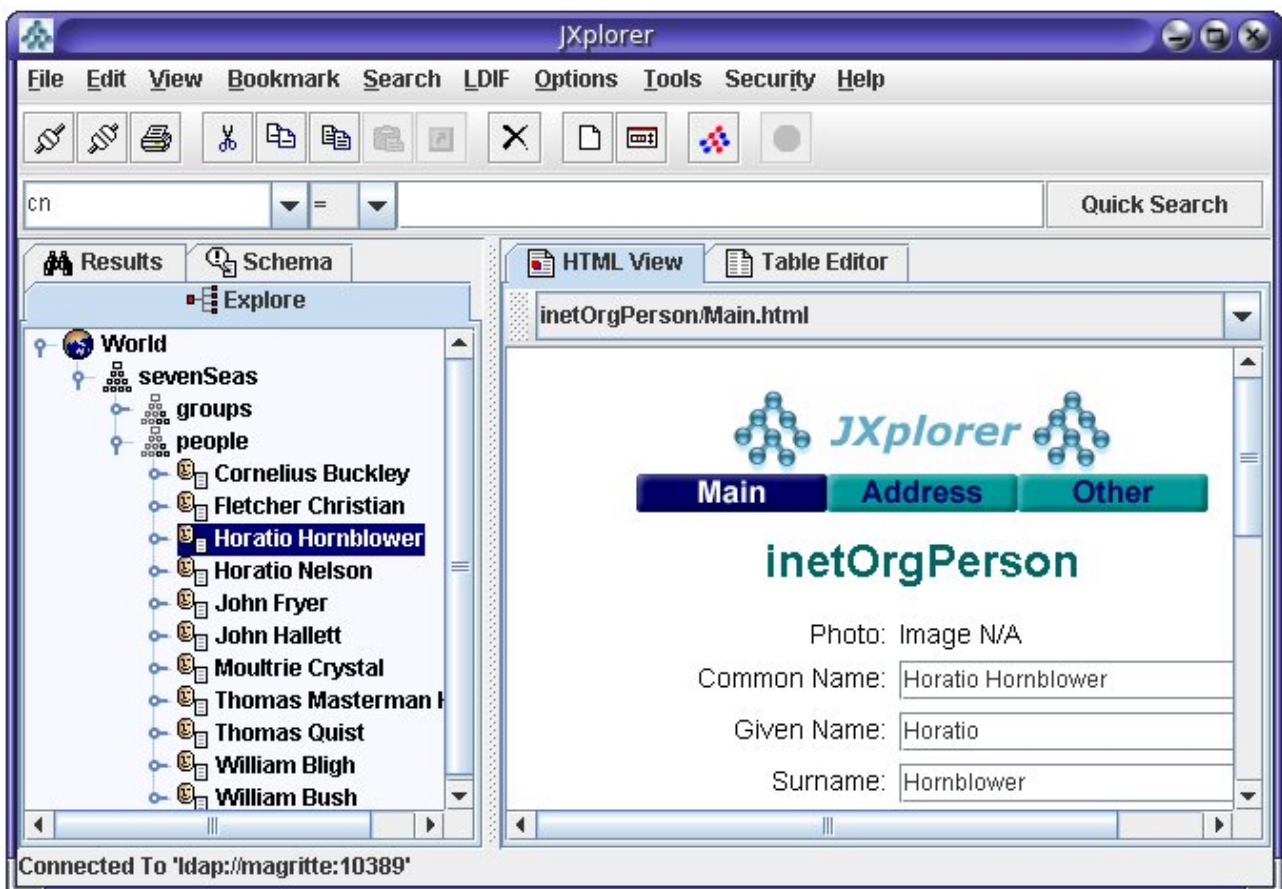 JXplorer
File Edit View Bookmark Search LDIF Options Tools Security Help
cn = Quick Search
Results Schema
Explore
HTML View Table Editor
inetOrgPerson/Main.html
World
sevenSeas
groups
people
Cornelius Buckley
Fletcher Christian
Horatio Hornblower
Horatio Nelson
John Fryer
John Hallett
Moultrie Crystal
Thomas Masterman
Thomas Quist
William Bligh
William Bush
JXplorer
Main Address Other
inetOrgPerson
Photo: Image N/A
Common Name: Horatio Hornblower
Given Name: Horatio
Surname: Hornblower
Connected To 'ldap://magritte:10389'